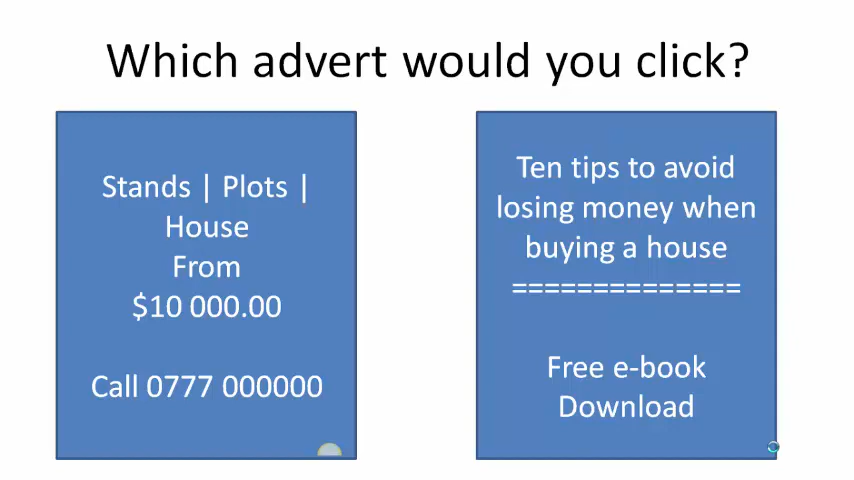 Which advert would you click?
Stands | Plots |
House
From
$10 000.00
Call 0777 000000
Ten tips to avoid
losing money when
buying a house
==============
Free e-book
Download